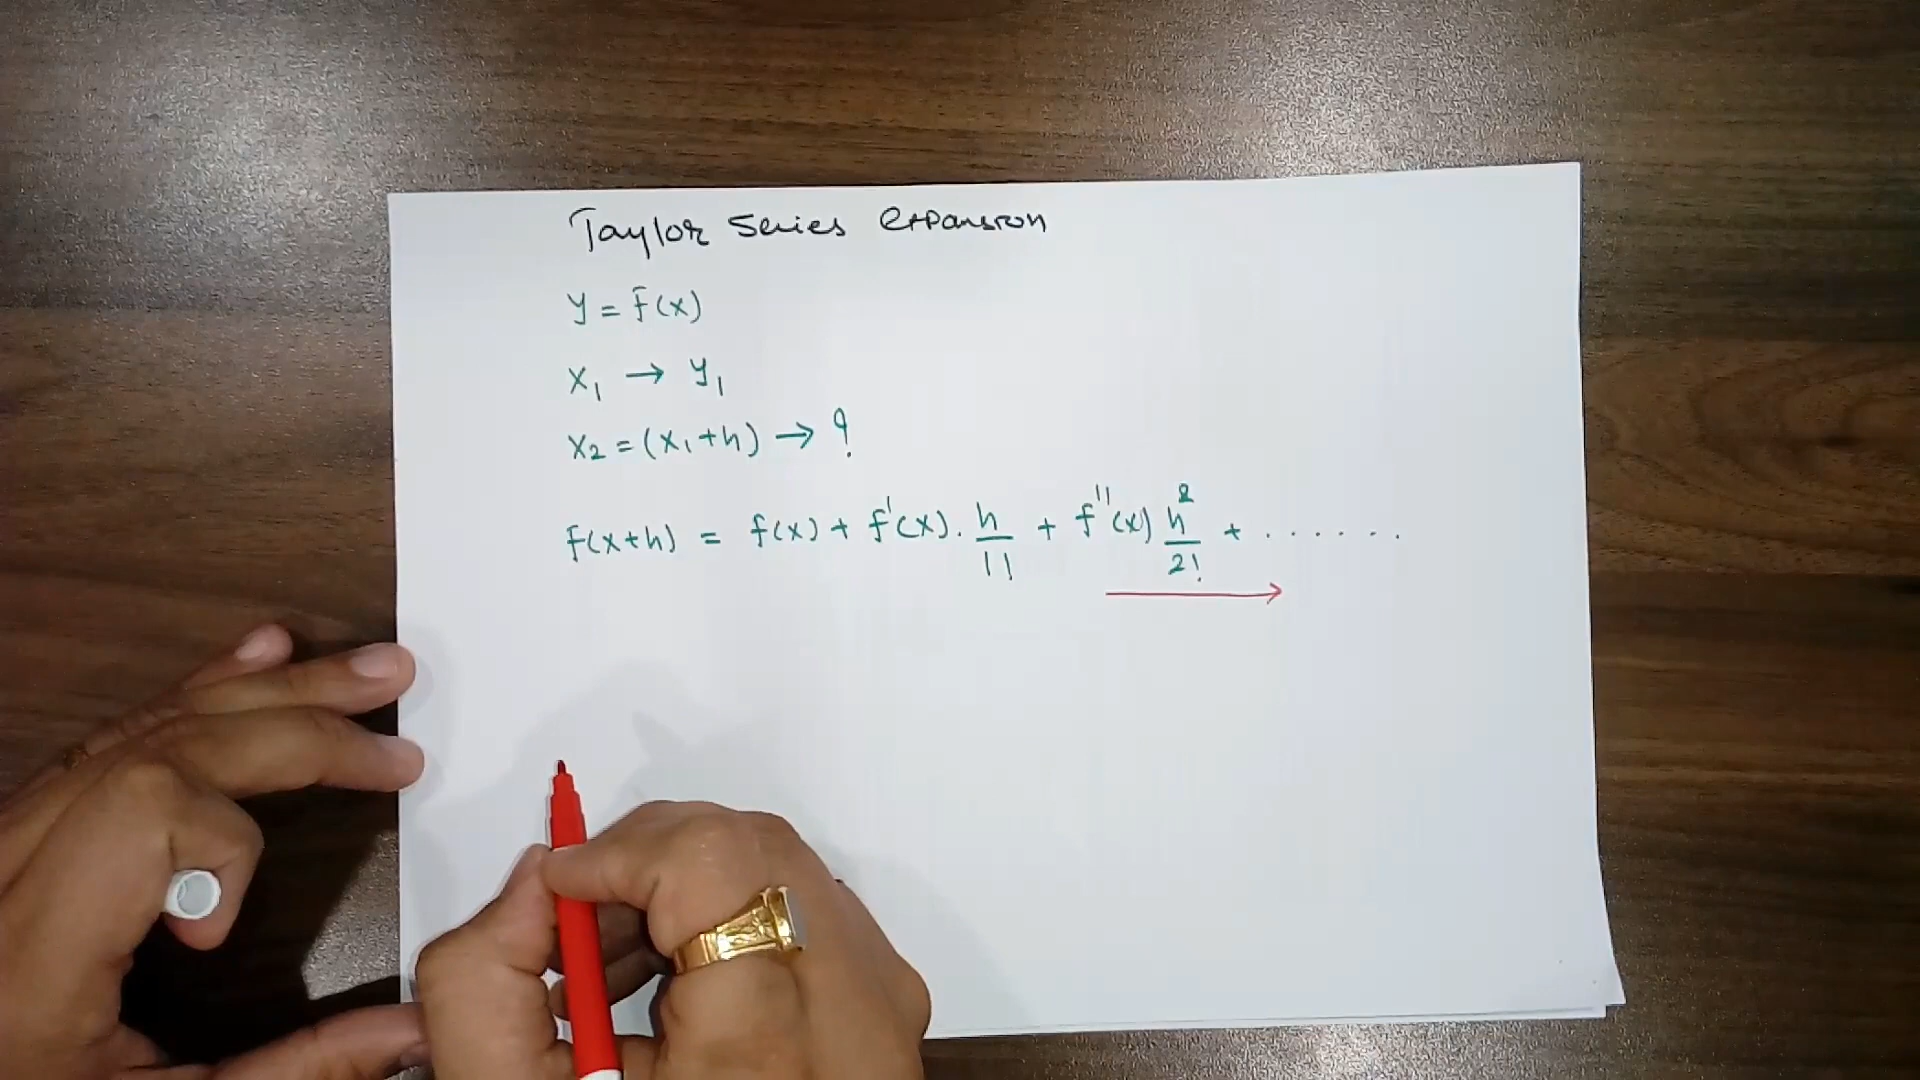 Taylor Series expansion
y = f(x)
x₁ → y₁
x₂ = (x₁+h) → ?
f(x+h) = f(x) + f'(x). h/1! + f''(x) h²/2! + . . . . . .